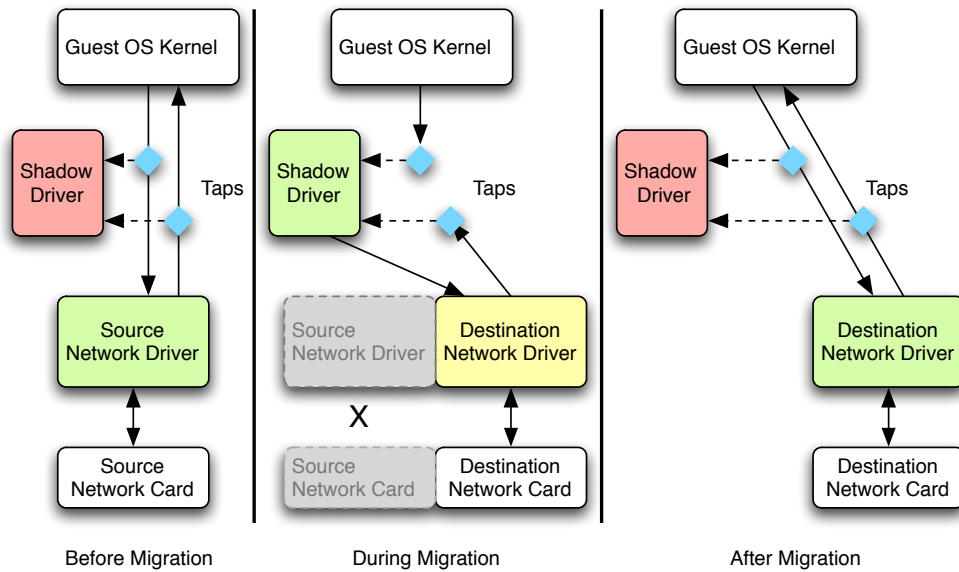 Guest OS Kernel
Shadow
Driver
Taps
Source
Network Driver
Source
Network Card
Before Migration
Guest OS Kernel
Shadow
Driver
Taps
Source
Network Driver
Destination
Network Driver
X
Source
Network Card
Destination
Network Card
During Migration
Guest OS Kernel
Shadow
Driver
Taps
Destination
Network Driver
Destination
Network Card
After Migration